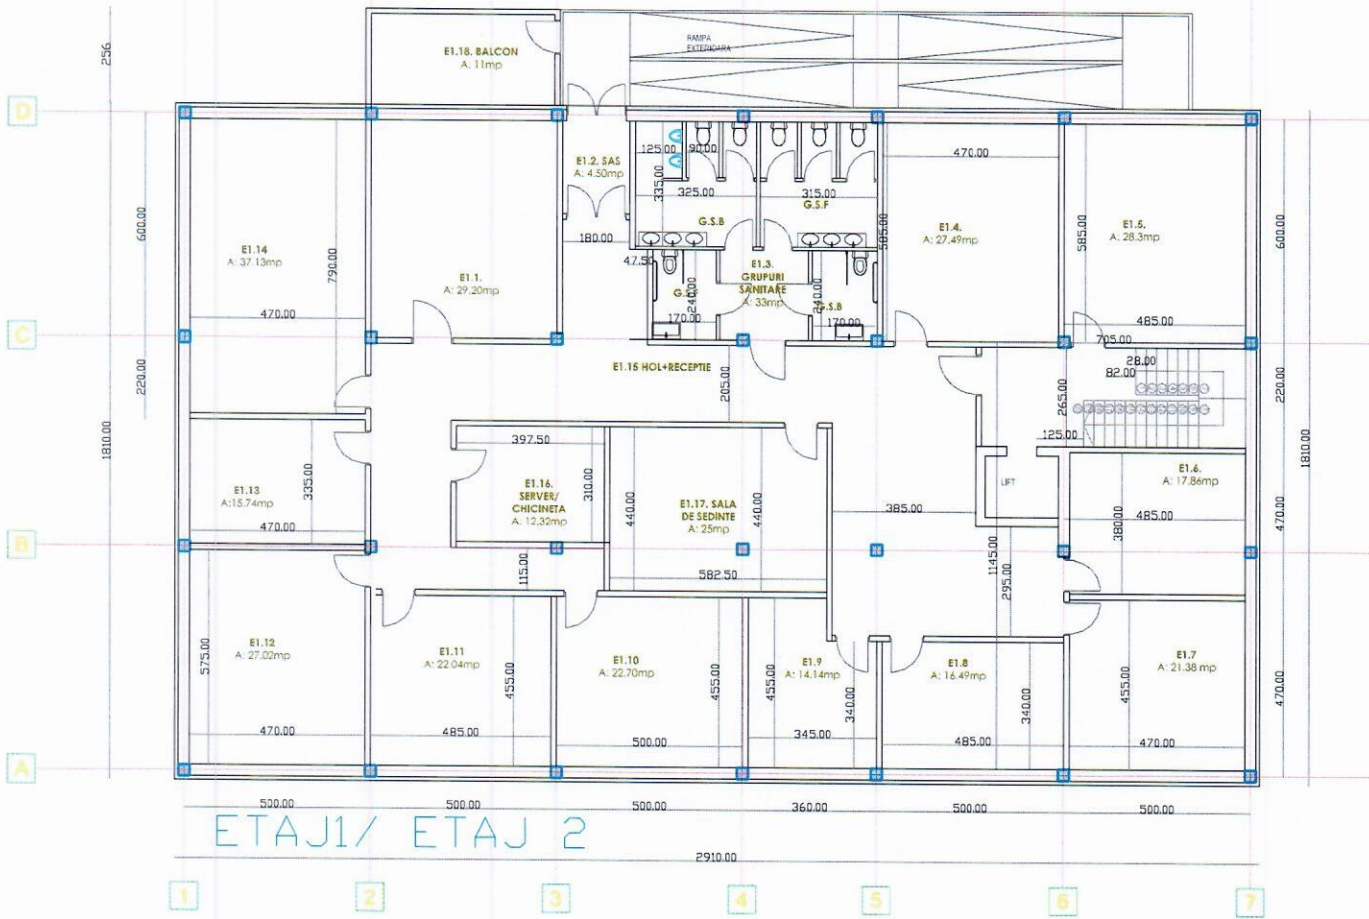 256
E1.18. BALCON
A. 11mp
RAMPA
EXTERIOARA
D
125.00
90.00
E1.2. SAS
A: 4.50mp
470.00
335.00
325.00
315.00
G.S.F
G.S.B
600.00
E1.14
A: 37.13mp
790.00
180.00
585.00
E1.4.
A: 27.49mp
585.00
E1.5.
A: 28.3mp
600.00
47.50
E1.3.
GRUPURI
SANITARE
A: 33mp
E1.1.
A: 29.20mp
240.00
240.00
G.S.B
170.00
170.00
470.00
485.00
C
705.00
E1.15 HOL+RECEPTIE
28.00
82.00
220.00
205.00
265.00
220.00
125.00
1810.00
397.50
1810.00
335.00
E1.13
A:15.74mp
E1.16.
SERVER/
CHICINETA
A: 12.32mp
310.00
440.00
E1.17. SALA
DE SEDINTE
A: 25mp
440.00
LIFT
E1.6.
A: 17.86mp
385.00
485.00
380.00
470.00
470.00
B
115.00
582.50
1145.00
295.00
575.00
E1.12
A: 27.02mp
E1.11
A: 22.04mp
455.00
E1.10
A: 22.70mp
455.00
455.00
E1.9
A: 14.14mp
340.00
E1.8
A: 16.49mp
340.00
455.00
E1.7
A: 21.38 mp
470.00
470.00
485.00
500.00
345.00
485.00
470.00
A
500.00
500.00
500.00
360.00
500.00
500.00
ETAJ1/ ETAJ 2
2910.00
1
2
3
4
5
6
7